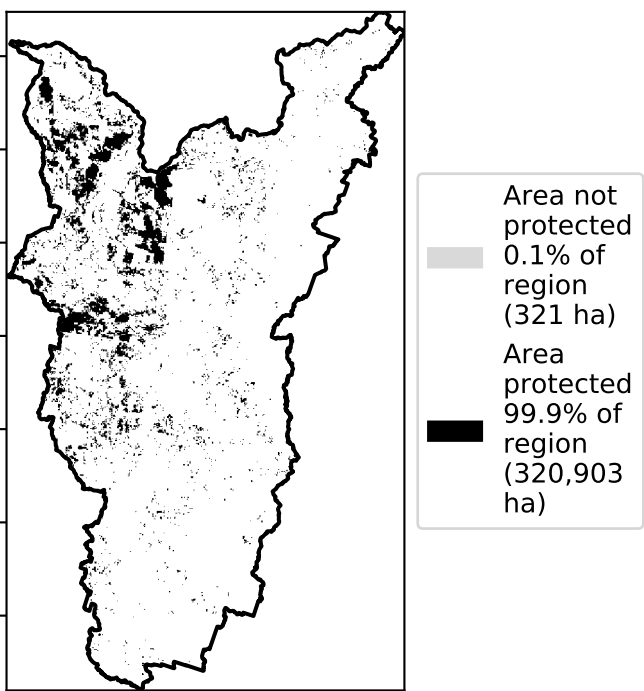 Area not
protected
0.1% of
region
(321 ha)
Area
protected
99.9% of
region
(320,903
ha)